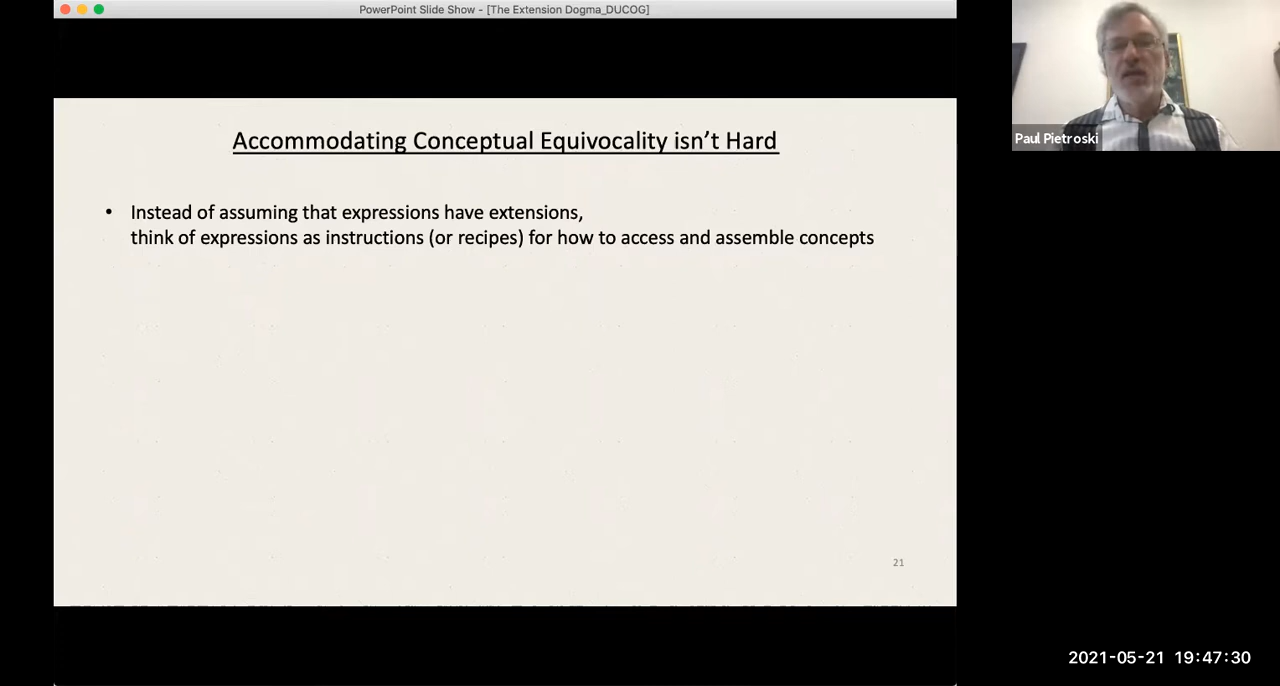 PowerPoint Slide Show - [The Extension Dogma_DUCOG]
Paul Pietroski
Accommodating Conceptual Equivocality isn’t Hard
• Instead of assuming that expressions have extensions,
think of expressions as instructions (or recipes) for how to access and assemble concepts
21
2021-05-21 19:47:30